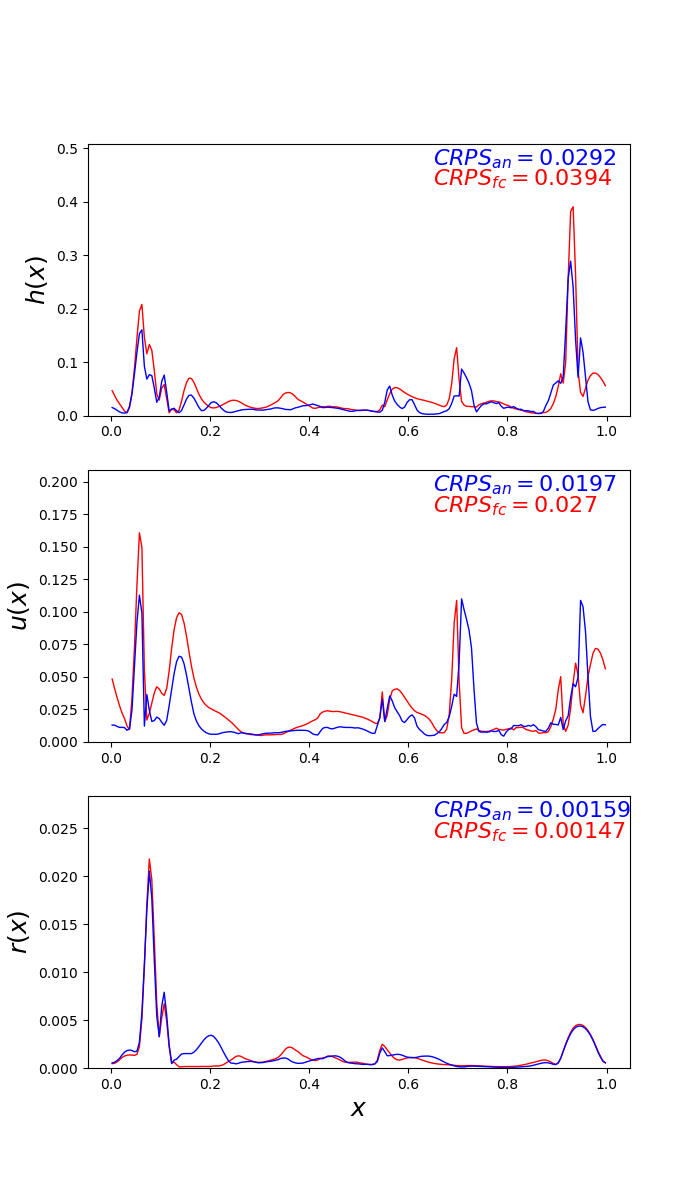 CRPS_an = 0.0292
CRPS_fc = 0.0394
0.5
0.4
0.3
0.2
0.1
0.0
h(x)
0.0 0.2 0.4 0.6 0.8 1.0
CRPS_an = 0.0197
CRPS_fc = 0.027
0.200
0.175
0.150
0.125
0.100
0.075
0.050
0.025
0.000
u(x)
0.0 0.2 0.4 0.6 0.8 1.0
CRPS_an = 0.00159
CRPS_fc = 0.00147
0.025
0.020
0.015
0.010
0.005
0.000
r(x)
0.0 0.2 0.4 0.6 0.8 1.0
x